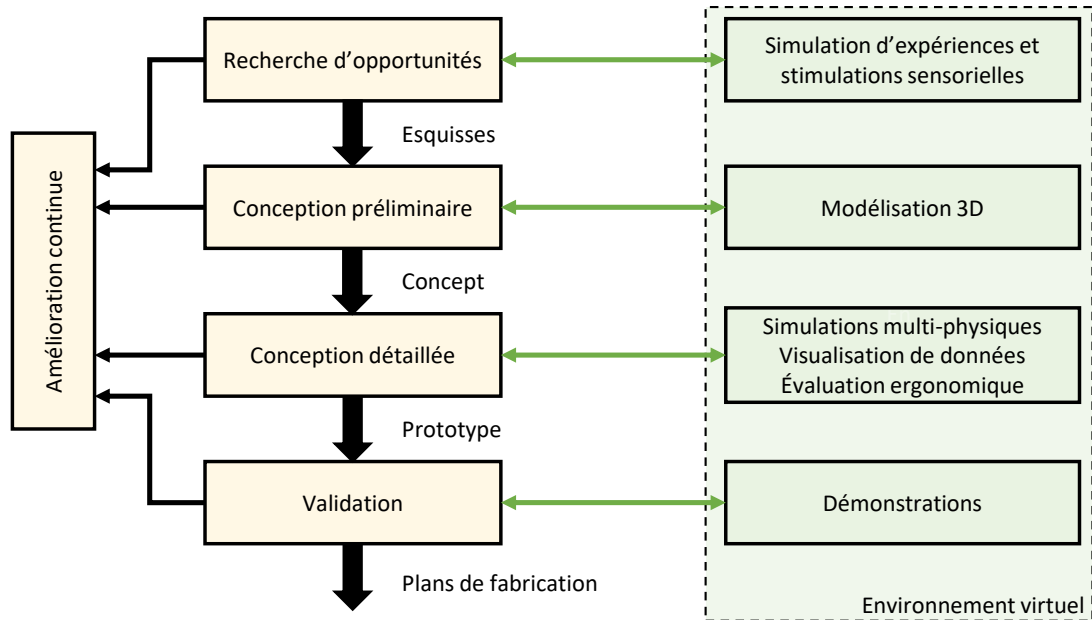 Recherche d'opportunités
Simulation d'expériences et
stimulations sensorielles
Esquisses
Amélioration continue
Conception préliminaire
Modélisation 3D
Concept
Conception détaillée
Simulations multi-physiques
Visualisation de données
Évaluation ergonomique
Prototype
Validation
Démonstrations
Plans de fabrication
Environnement virtuel